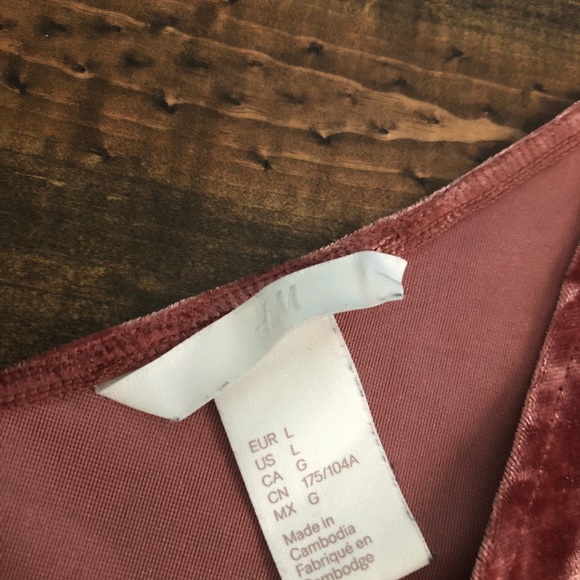 H&M
EUR L
US L
CA G
CN 175/104A
MX G
Made in
Cambodia
Fabriqué en
Cambodge